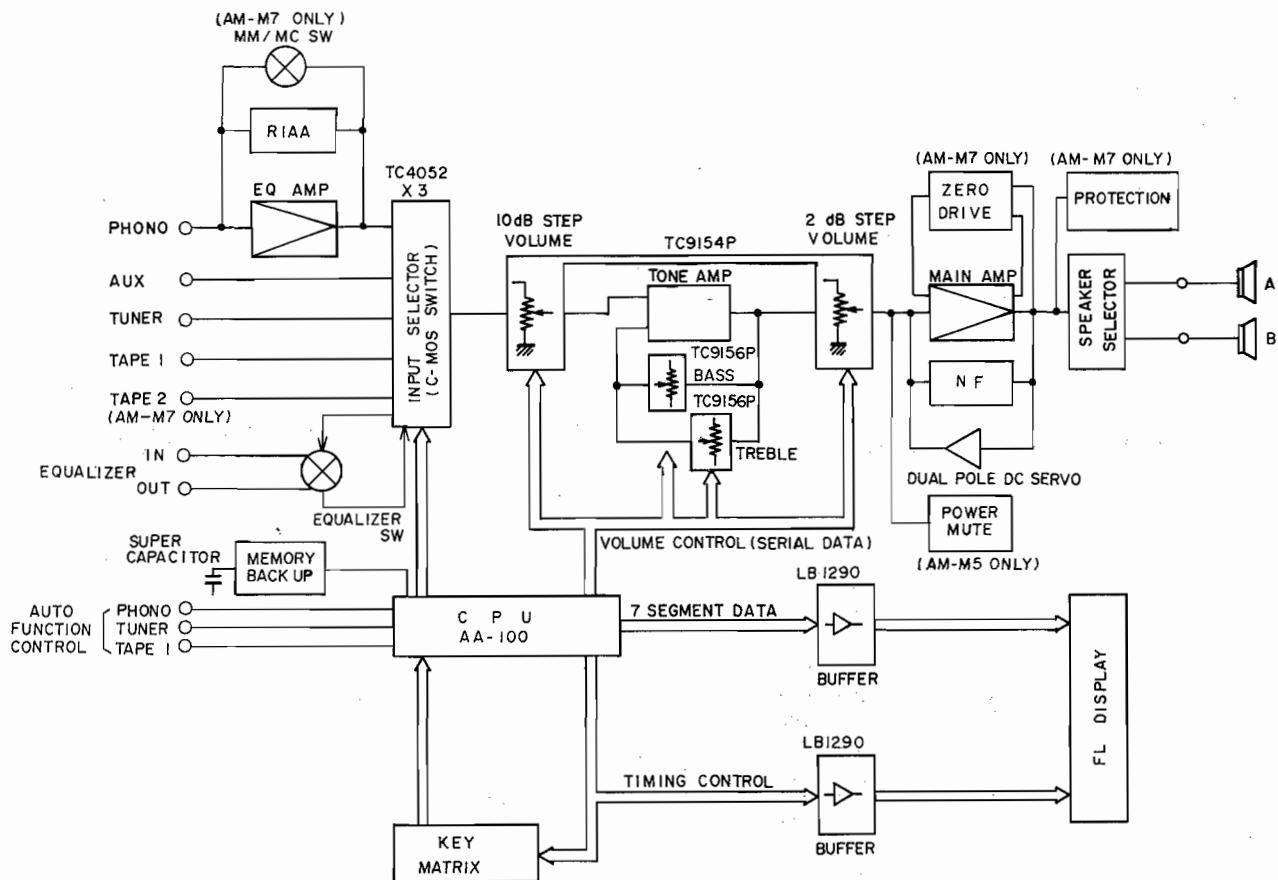 (AM-M7 ONLY)
MM/MC SW
RIAA
EQ AMP
PHONO
AUX
TUNER
TAPE 1
TAPE 2
(AM-M7 ONLY)
EQUALIZER
IN
OUT
EQUALIZER
SW
TC4052
X 3
INPUT SELECTOR
(C-MOS SWITCH)
10dB STEP
VOLUME
TC9154P
TONE AMP
TC9156P
BASS
TC9156P
TREBLE
2 dB STEP
VOLUME
(AM-M7 ONLY)
ZERO
DRIVE
MAIN AMP
NF
DUAL POLE DC SERVO
POWER
MUTE
(AM-M5 ONLY)
(AM-M7 ONLY)
PROTECTION
SPEAKER
SELECTOR
A
B
VOLUME CONTROL (SERIAL DATA)
SUPER
CAPACITOR
MEMORY
BACK UP
AUTO
FUNCTION
CONTROL
PHONO
TUNER
TAPE 1
C P U
AA-100
7 SEGMENT DATA
LB1290
BUFFER
TIMING CONTROL
LB1290
BUFFER
FL DISPLAY
KEY
MATRIX